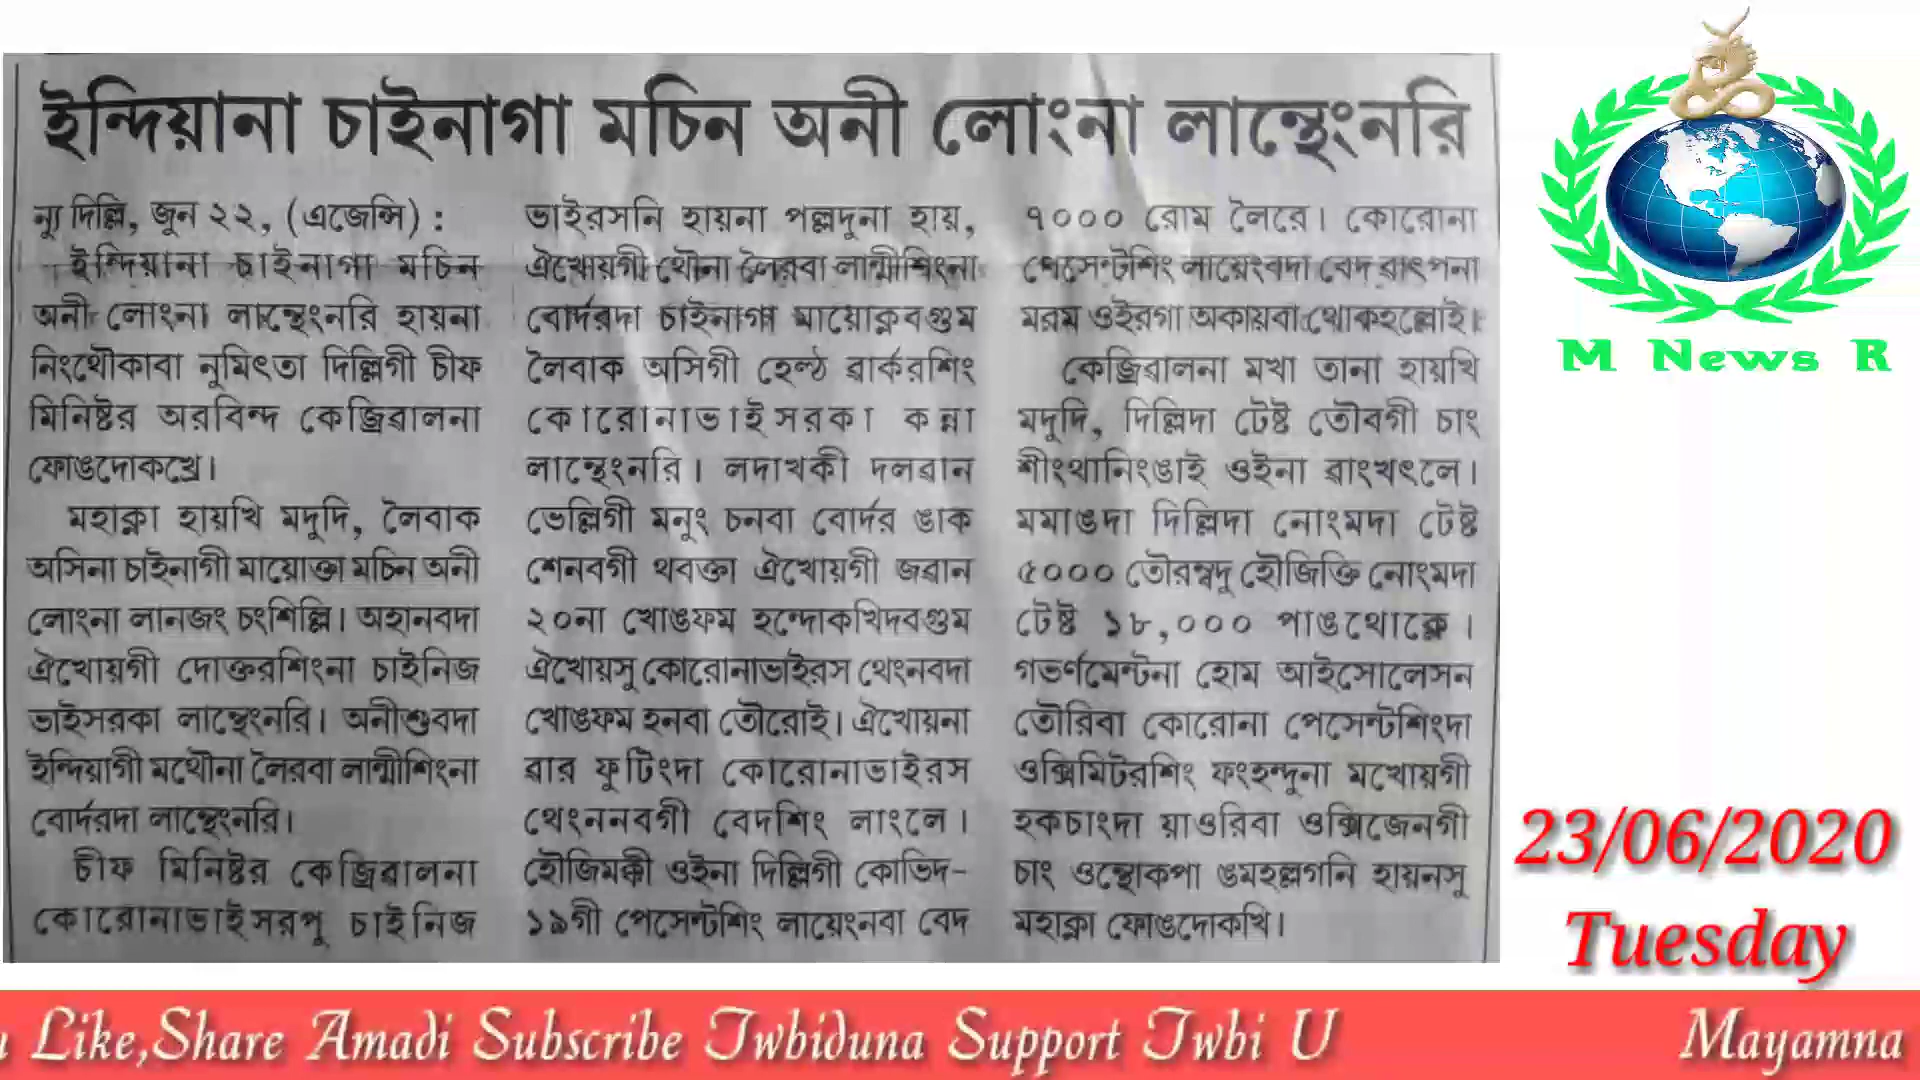 ইন্দিয়ানা চাইনাগা মচিন অনী লোংনা লান্থেংনরি
ন্যু দিল্লি, জুন ২২, (এজেন্সি) :
ইন্দিয়ানা চাইনাগা মচিন
অনী লোংনা লান্থেংনরি হায়না
নিংথৌকাবা নুমিৎতা দিল্লিগী চীফ
মিনিষ্টর অরবিন্দ কেজ্রিৱালনা
ফোঙদোকখ্রে।
মহাক্না হায়খি মদুদি, লৈবাক
অসিনা চাইনাগী মায়োক্তা মচিন অনী
লোংনা লানজং চংশিল্লি। অহানবদা
ঐখোয়গী দোক্তরশিংনা চাইনিজ
ভাইসরকা লান্থেংনরি। অনীশুবদা
ইন্দিয়াগী মথৌনা লৈরবা লান্মীশিংনা
বোর্দরদা লান্থেংনরি।
চীফ মিনিষ্টর কেজ্রিৱালনা
কোরোনাভাইসরপু চাইনিজ
ভাইরসনি হায়না পল্লদুনা হায়,
ঐখোয়গী থৌনা লৈরবা লান্মীশিংনা
বোর্দরদা চাইনাগা মায়োক্নবগুম
লৈবাক অসিগী হেল্ঠ ৱার্করশিং
কোরোনাভাইসরকা কন্না
লান্থেংনরি। লদাখকী দলৱান
ভেল্লিগী মনুং চনবা বোর্দর ঙাক
শেনবগী থবক্তা ঐখোয়গী জৱান
২০না খোঙফম হন্দোকখিদবগুম
ঐখোয়সু কোরোনাভাইরস থেংনবদা
খোঙফম হনবা তৌরোই। ঐখোয়না
ৱার ফুটিংদা কোরোনাভাইরস
থেংননবগী বেদশিং লাংলে।
হৌজিমক্কী ওইনা দিল্লিগী কোভিদ-
১৯গী পেসেন্টশিং লায়েংনবা বেদ
৭০০০ রোম লৈরে। কোরোনা
পেসেন্টশিং লায়েংবদা বেদ ৱাৎপনা
মরম ওইরগা অকায়বা থোকহল্লোই।
কেজ্রিৱালনা মখা তানা হায়খি
মদুদি, দিল্লিদা টেষ্ট তৌবগী চাং
শীংথানিংঙাই ওইনা ৱাংখৎলে।
মমাঙদা দিল্লিদা নোংমদা টেষ্ট
৫০০০ তৌরম্বদু হৌজিক্তি নোংমদা
টেষ্ট ১৮,০০০ পাঙথোক্লে।
গভর্ণমেন্টনা হোম আইসোলেসন
তৌরিবা কোরোনা পেসেন্টশিংদা
ওক্সিমিটরশিং ফংহন্দুনা মখোয়গী
হকচাংদা য়াওরিবা ওক্সিজেনগী
চাং ওন্থোকপা ঙমহল্লগনি হায়নসু
মহাক্না ফোঙদোকখি।
M News R
23/06/2020
Tuesday
Like,Share Amadi Subscribe Twbiduna Support Twbi U Mayamna